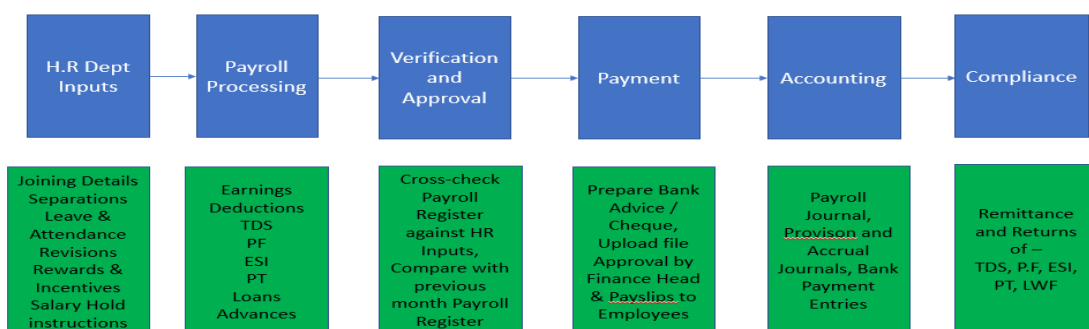 H.R Dept
Inputs
Payroll
Processing
Verification
and
Approval
Payment
Accounting
Compliance
Joining Details
Separations
Leave &
Attendance
Revisions
Rewards &
Incentives
Salary Hold
instructions
Earnings
Deductions
TDS
PF
ESI
PT
Loans
Advances
Cross-check
Payroll
Register
against HR
Inputs,
Compare with
previous
month Payroll
Register
Prepare Bank
Advice /
Cheque,
Upload file
Approval by
Finance Head
& Payslips to
Employees
Payroll
Journal,
Provison and
Accrual
Journals, Bank
Payment
Entries
Remittance
and Returns
of –
TDS, P.F, ESI,
PT, LWF